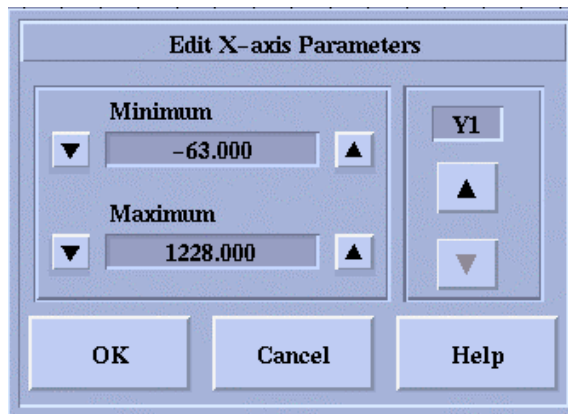 Edit X-axis Parameters
Minimum
Y1
-63.000
Maximum
1228.000
OK
Cancel
Help